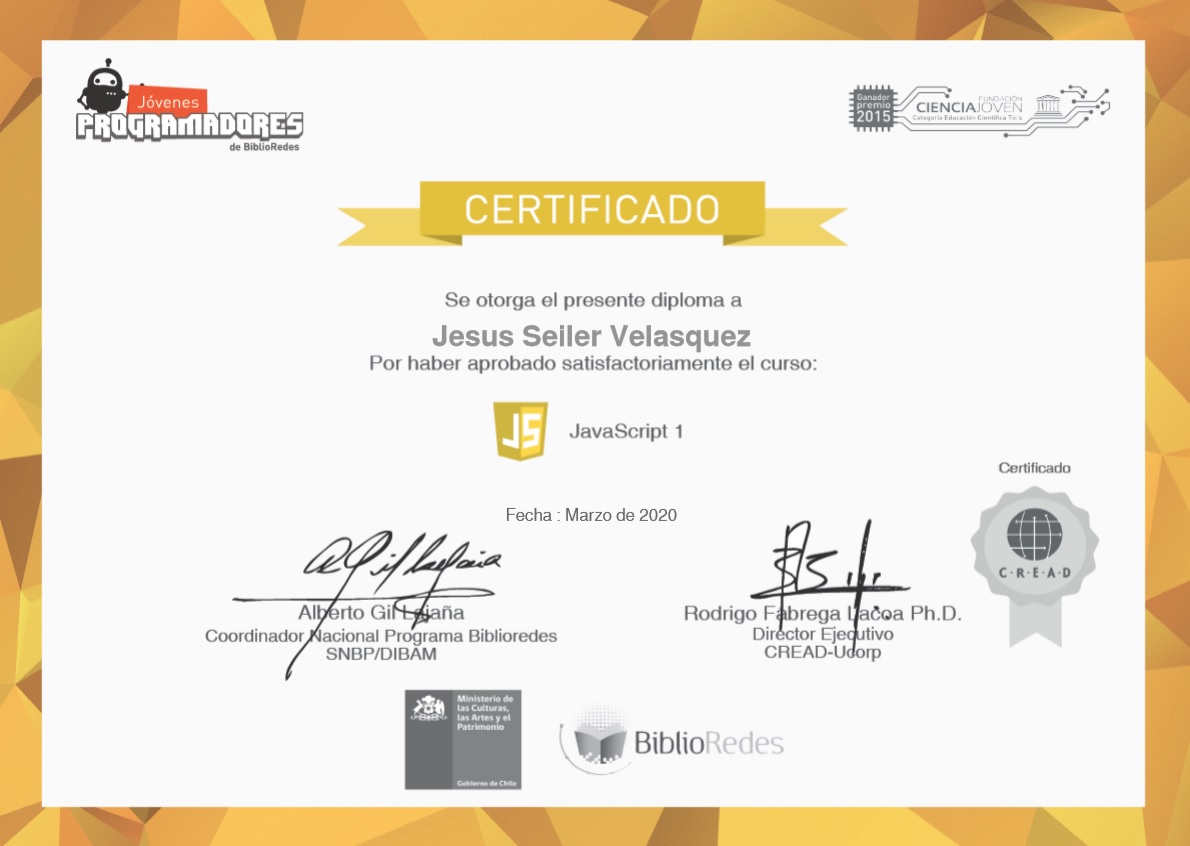 Jóvenes
PROGRAMADORES
de BiblioRedes
Ganador
premio
2015
FUNDACIÓN
CIENCIAJOVEN
Categoría Educación Científica Tic's
CERTIFICADO
Se otorga el presente diploma a
Jesus Seiler Velasquez
Por haber aprobado satisfactoriamente el curso:
JS
JavaScript 1
Certificado
C·R·E·A·D
Fecha : Marzo de 2020
Alberto Gil Lajaña
Coordinador Nacional Programa Biblioredes
SNBP/DIBAM
Rodrigo Fábrega Lacoa Ph.D.
Director Ejecutivo
CREAD-Ucorp
Ministerio de
las Culturas,
las Artes y el
Patrimonio
Gobierno de Chile
BiblioRedes